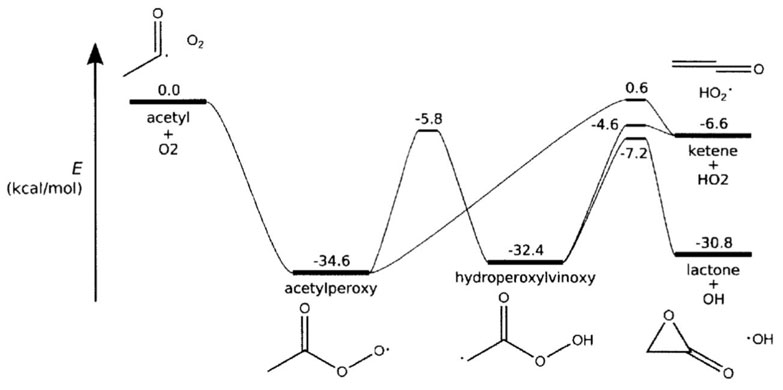 O
O2
0.0
acetyl
+
O2
E
(kcal/mol)
-34.6
acetylperoxy
-5.8
-32.4
hydroperoxylvinoxy
0.6
-4.6
-7.2
O
HO2·
-6.6
ketene
+
HO2
-30.8
lactone
+
OH
O
O
O·
O
O
OH
O
O
·OH